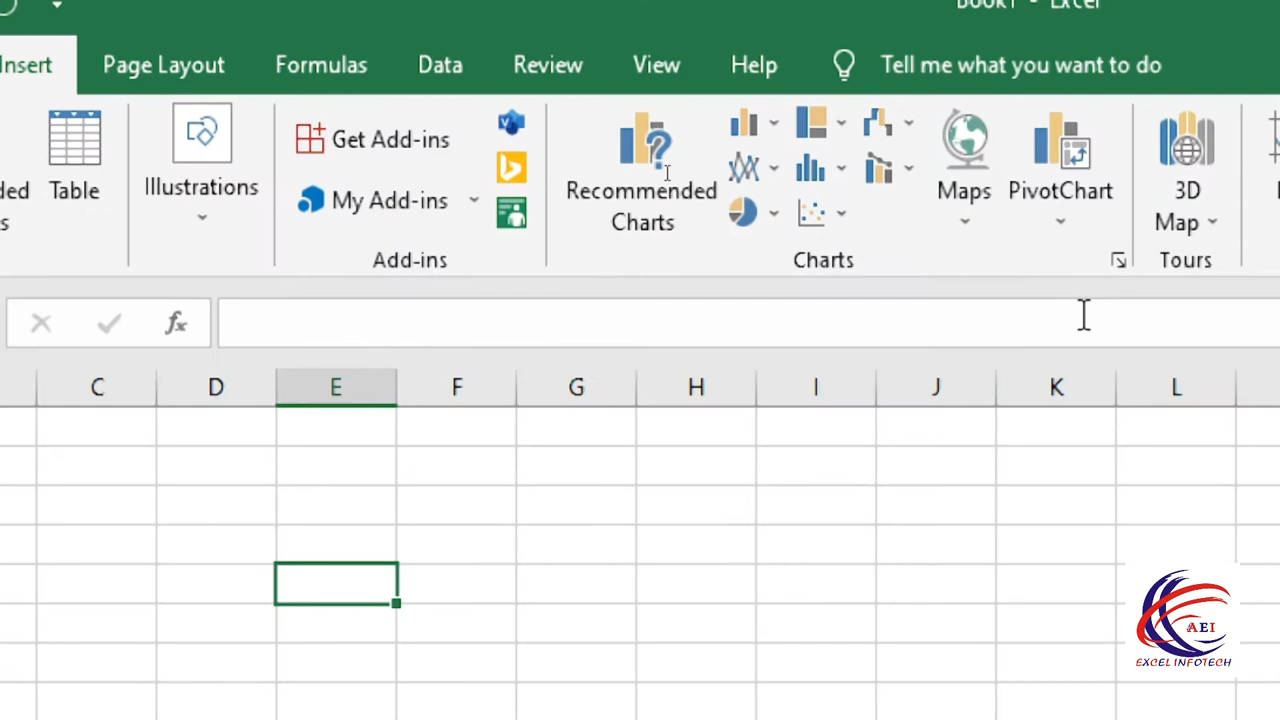 Book1 - Excel
Insert Page Layout Formulas Data Review View Help Tell me what you want to do
Table
Illustrations
Get Add-ins
My Add-ins
Add-ins
Recommended
Charts
Maps
PivotChart
Charts
3D
Map
Tours
fx
C D E F G H I J K L
AEI
EXCEL INFOTECH